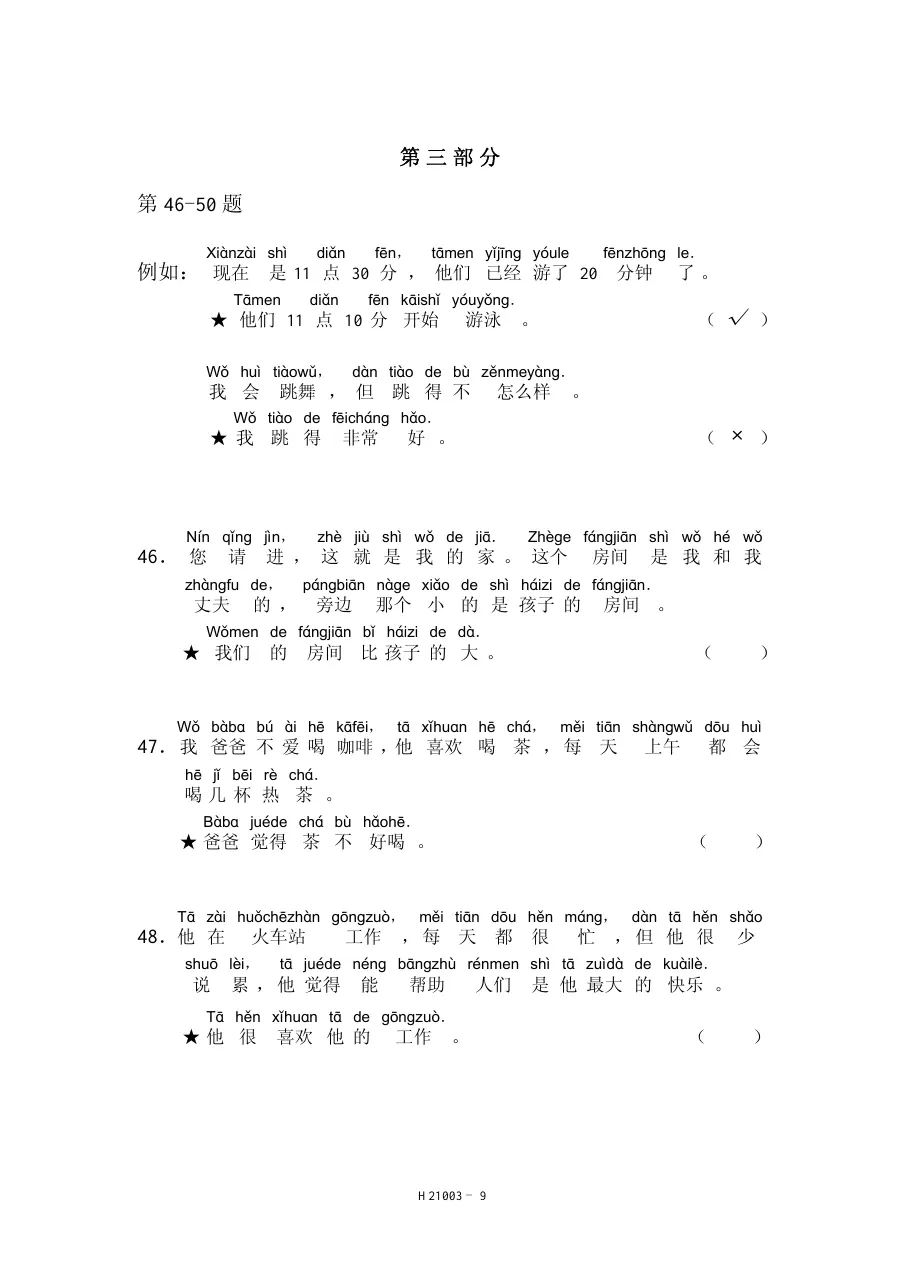 第三部分
第 46-50 题
Xiànzài shì diǎn fēn， tāmen yǐjīng yóule fēnzhōng le．
例如： 现在 是 11 点 30 分 ， 他们 已经 游了 20 分钟 了 。
Tāmen diǎn fēn kāishǐ yóuyǒng．
★ 他们 11 点 10 分 开始 游泳 。 （ √ ）
Wǒ huì tiàowǔ， dàn tiào de bù zěnmeyàng．
我 会 跳舞 ， 但 跳 得 不 怎么样 。
Wǒ tiào de fēicháng hǎo．
★ 我 跳 得 非常 好 。 （ × ）
Nín qǐng jìn， zhè jiù shì wǒ de jiā． Zhège fángjiān shì wǒ hé wǒ
46． 您 请 进 ， 这 就 是 我 的 家 。 这个 房间 是 我 和 我
zhàngfu de， pángbiān nàge xiǎo de shì háizi de fángjiān．
丈夫 的 ， 旁边 那个 小 的 是 孩子 的 房间 。
Wǒmen de fángjiān bǐ háizi de dà．
★ 我们 的 房间 比 孩子 的 大 。 （ ）
Wǒ bàba bú ài hē kāfēi， tā xǐhuan hē chá， měi tiān shàngwǔ dōu huì
47．我 爸爸 不 爱 喝 咖啡 ，他 喜欢 喝 茶 ，每 天 上午 都 会
hē jǐ bēi rè chá．
喝 几 杯 热 茶 。
Bàba juéde chá bù hǎohē．
★ 爸爸 觉得 茶 不 好喝 。 （ ）
Tā zài huǒchēzhàn gōngzuò， měi tiān dōu hěn máng， dàn tā hěn shǎo
48．他 在 火车站 工作 ，每 天 都 很 忙 ，但 他 很 少
shuō lèi， tā juéde néng bāngzhù rénmen shì tā zuìdà de kuàilè．
说 累 ，他 觉得 能 帮助 人们 是 他 最大 的 快乐 。
Tā hěn xǐhuan tā de gōngzuò．
★ 他 很 喜欢 他 的 工作 。 （ ）
H21003－ 9